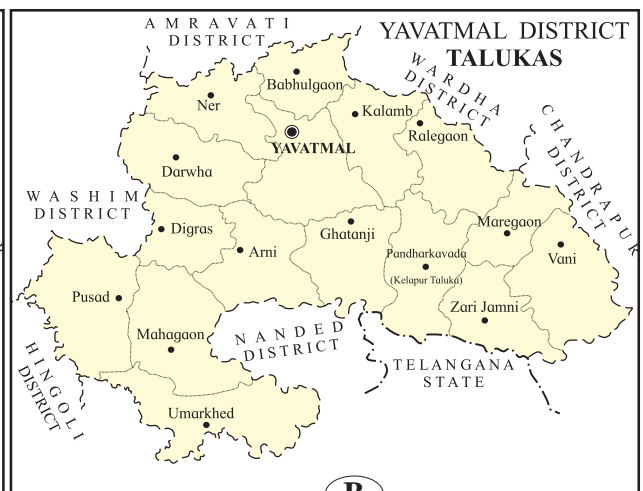 YAVATMAL DISTRICT
TALUKAS
AMRAVATI
DISTRICT
WARDHA
DISTRICT
CHANDRAPUR
DISTRICT
Babhulgaon
Ner
Kalamb
Ralegaon
YAVATMAL
Darwha
WASHIM
DISTRICT
Digras
Arni
Ghatanji
Maregaon
Pandharkavada
(Kelapur Taluka)
Vani
Pusad
Zari Jamni
Mahagaon
NANDED
DISTRICT
HINGOLI
DISTRICT
TELANGANA
STATE
Umarkhed